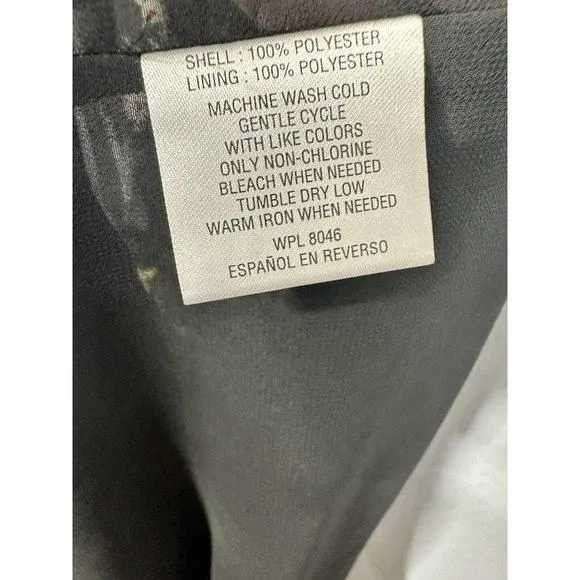 SHELL : 100% POLYESTER
LINING : 100% POLYESTER
MACHINE WASH COLD
GENTLE CYCLE
WITH LIKE COLORS
ONLY NON-CHLORINE
BLEACH WHEN NEEDED
TUMBLE DRY LOW
WARM IRON WHEN NEEDED
WPL 8046
ESPAÑOL EN REVERSO